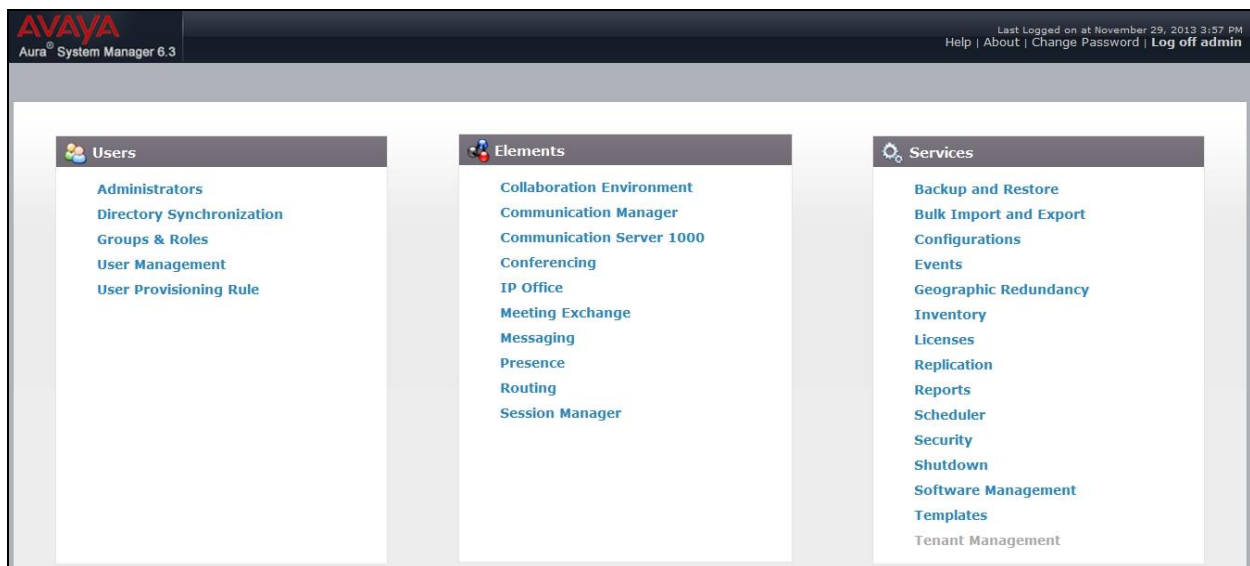 AVAYA
Aura® System Manager 6.3
Last Logged on at November 29, 2013 3:57 PM
Help | About | Change Password | Log off admin
Users
Administrators
Directory Synchronization
Groups & Roles
User Management
User Provisioning Rule
Elements
Collaboration Environment
Communication Manager
Communication Server 1000
Conferencing
IP Office
Meeting Exchange
Messaging
Presence
Routing
Session Manager
Services
Backup and Restore
Bulk Import and Export
Configurations
Events
Geographic Redundancy
Inventory
Licenses
Replication
Reports
Scheduler
Security
Shutdown
Software Management
Templates
Tenant Management